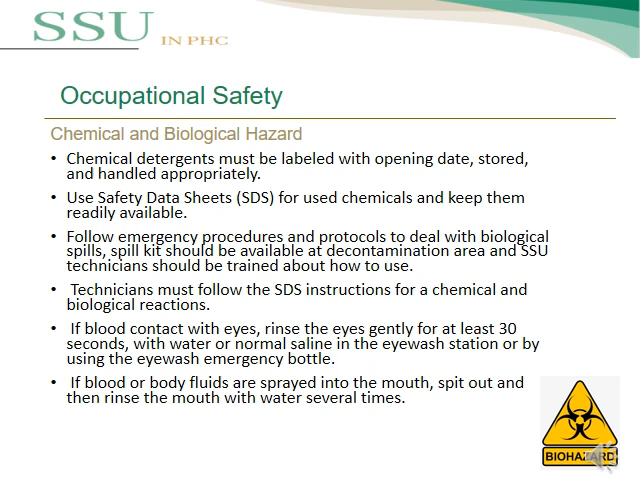 SSU IN PHC
Occupational Safety
Chemical and Biological Hazard
• Chemical detergents must be labeled with opening date, stored,
and handled appropriately.
• Use Safety Data Sheets (SDS) for used chemicals and keep them
readily available.
• Follow emergency procedures and protocols to deal with biological
spills, spill kit should be available at decontamination area and SSU
technicians should be trained about how to use.
• Technicians must follow the SDS instructions for a chemical and
biological reactions.
• If blood contact with eyes, rinse the eyes gently for at least 30
seconds, with water or normal saline in the eyewash station or by
using the eyewash emergency bottle.
• If blood or body fluids are sprayed into the mouth, spit out and
then rinse the mouth with water several times.
BIOHAZARD